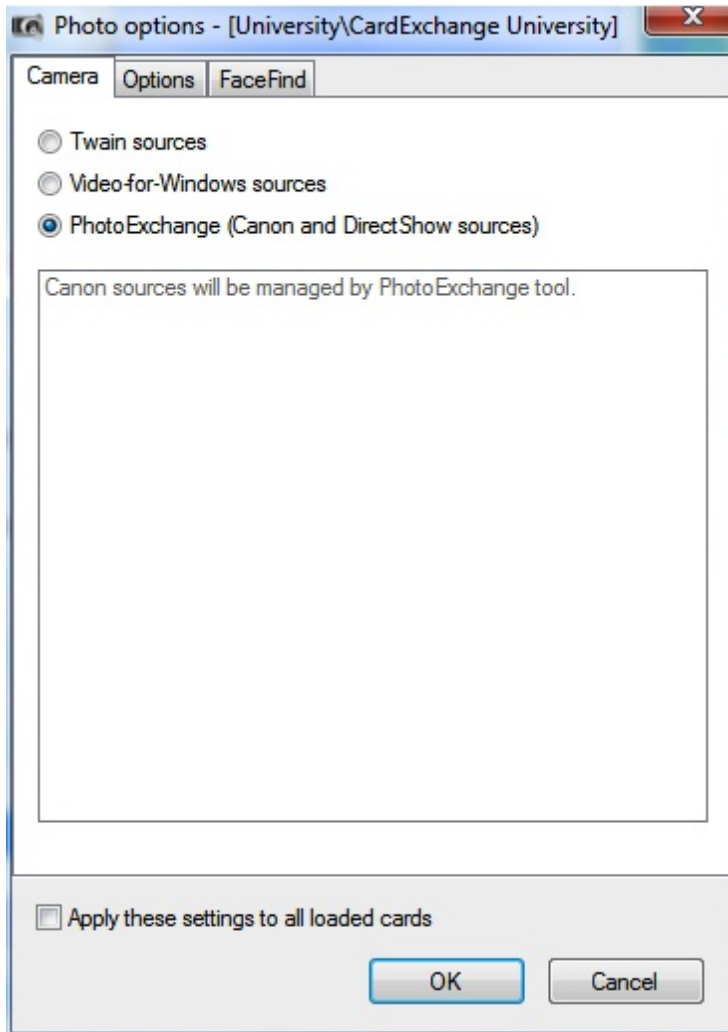 Photo options - [University\CardExchange University]
Camera Options FaceFind
Twain sources
Video-for-Windows sources
PhotoExchange (Canon and DirectShow sources)
Canon sources will be managed by PhotoExchange tool.
Apply these settings to all loaded cards
OK Cancel